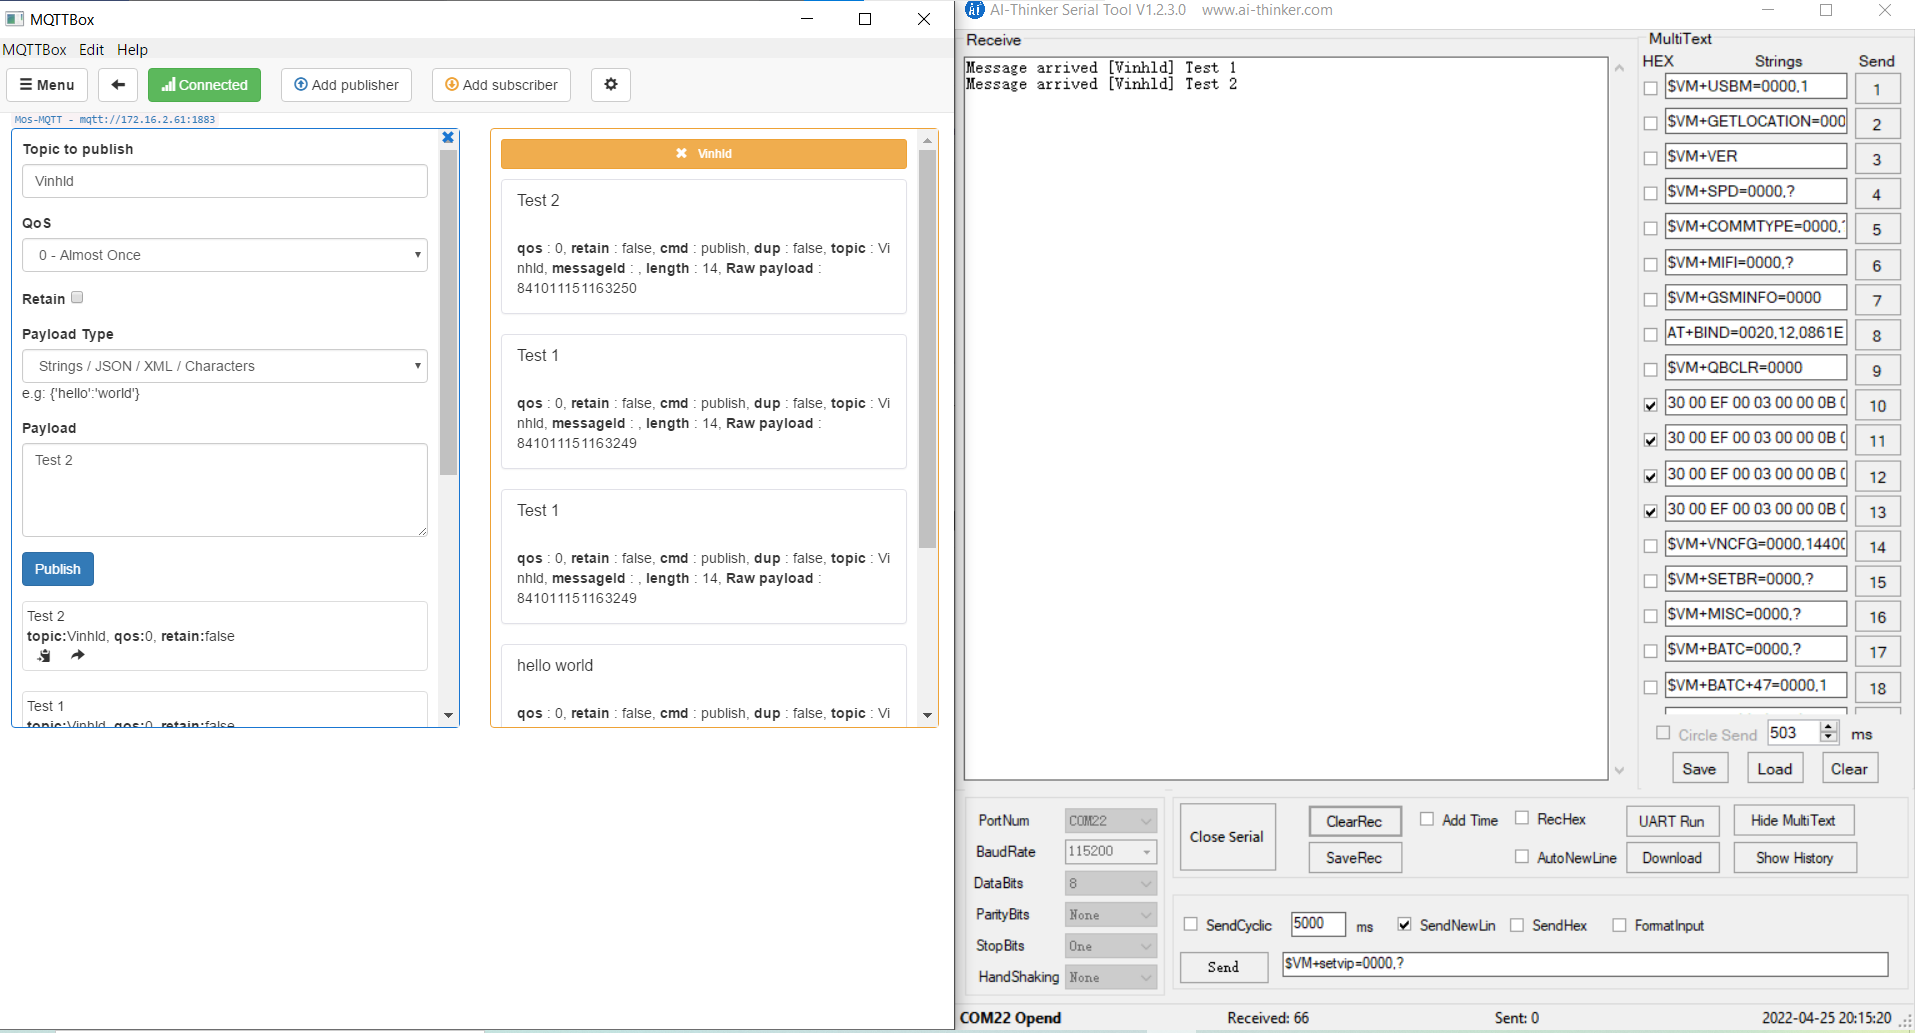 MQTTBox
MQTTBox Edit Help
Menu
Connected
Add publisher
Add subscriber
Mos-MQTT - mqtt://172.16.2.61:1883
Topic to publish
Vinhld
QoS
0 - Almost Once
Retain
Payload Type
Strings / JSON / XML / Characters
e.g: {'hello':'world'}
Payload
Test 2
Publish
Test 2
topic:Vinhld, qos:0, retain:false
Test 1
topic:Vinhld, qos:0, retain:false
Vinhld
Test 2
qos : 0, retain : false, cmd : publish, dup : false, topic : Vi
nhld, messageId : , length : 14, Raw payload :
841011151163250
Test 1
qos : 0, retain : false, cmd : publish, dup : false, topic : Vi
nhld, messageId : , length : 14, Raw payload :
841011151163249
Test 1
qos : 0, retain : false, cmd : publish, dup : false, topic : Vi
nhld, messageId : , length : 14, Raw payload :
841011151163249
hello world
qos : 0, retain : false, cmd : publish, dup : false, topic : Vi
AI-Thinker Serial Tool V1.2.3.0 www.ai-thinker.com
Receive
Message arrived [Vinhld] Test 1
Message arrived [Vinhld] Test 2
MultiText
HEX Strings Send
$VM+USBM=0000,1 1
$VM+GETLOCATION=000 2
$VM+VER 3
$VM+SPD=0000,? 4
$VM+COMMTYPE=0000, 5
$VM+MIFI=0000,? 6
$VM+GSMINFO=0000 7
AT+BIND=0020,12,0861E 8
$VM+QBCLR=0000 9
30 00 EF 00 03 00 00 0B 10
30 00 EF 00 03 00 00 0B 11
30 00 EF 00 03 00 00 0B 12
30 00 EF 00 03 00 00 0B 13
$VM+VNCFG=0000,1440 14
$VM+SETBR=0000,? 15
$VM+MISC=0000,? 16
$VM+BATC=0000,? 17
$VM+BATC+47=0000,1 18
Circle Send 503 ms
Save Load Clear
PortNum COM22
BaudRate 115200
DataBits 8
ParityBits None
StopBits One
HandShaking None
Close Serial
ClearRec
SaveRec
Add Time
RecHex
AutoNewLine
UART Run
Download
Hide MultiText
Show History
SendCyclic 5000 ms SendNewLin SendHex FormatInput
Send $VM+setvip=0000,?
COM22 Opend Received: 66 Sent: 0 2022-04-25 20:15:20